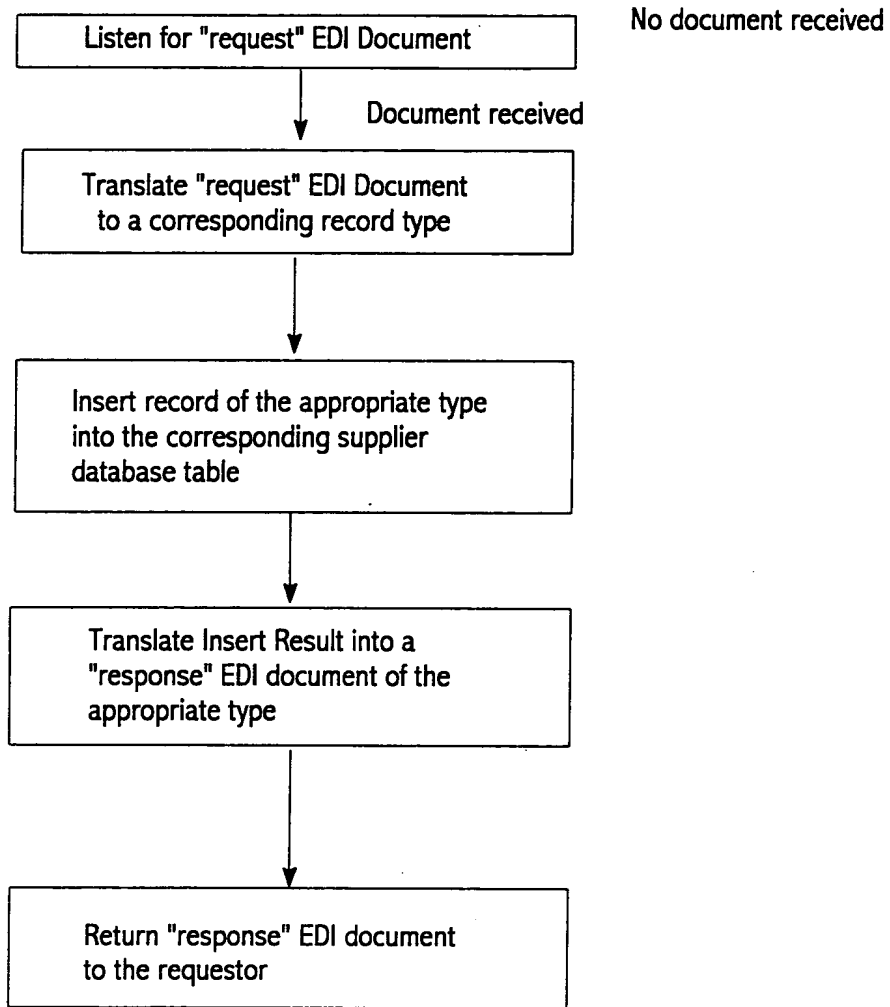 Listen for "request" EDI Document
No document received
Document received
Translate "request" EDI Document
to a corresponding record type
Insert record of the appropriate type
into the corresponding supplier
database table
Translate Insert Result into a
"response" EDI document of the
appropriate type
Return "response" EDI document
to the requestor